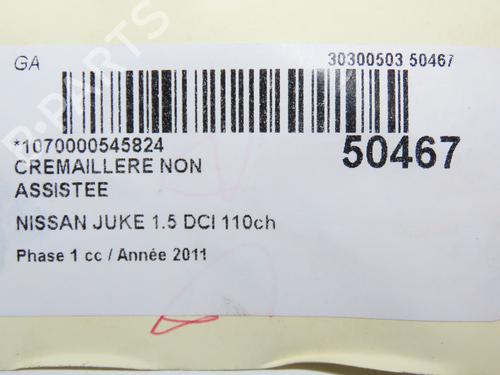 GA
30300503 50467
*1070000545824
50467
CREMAILLERE NON
ASSISTEE
NISSAN JUKE 1.5 DCI 110ch
Phase 1 cc / Année 2011
B-PARTS